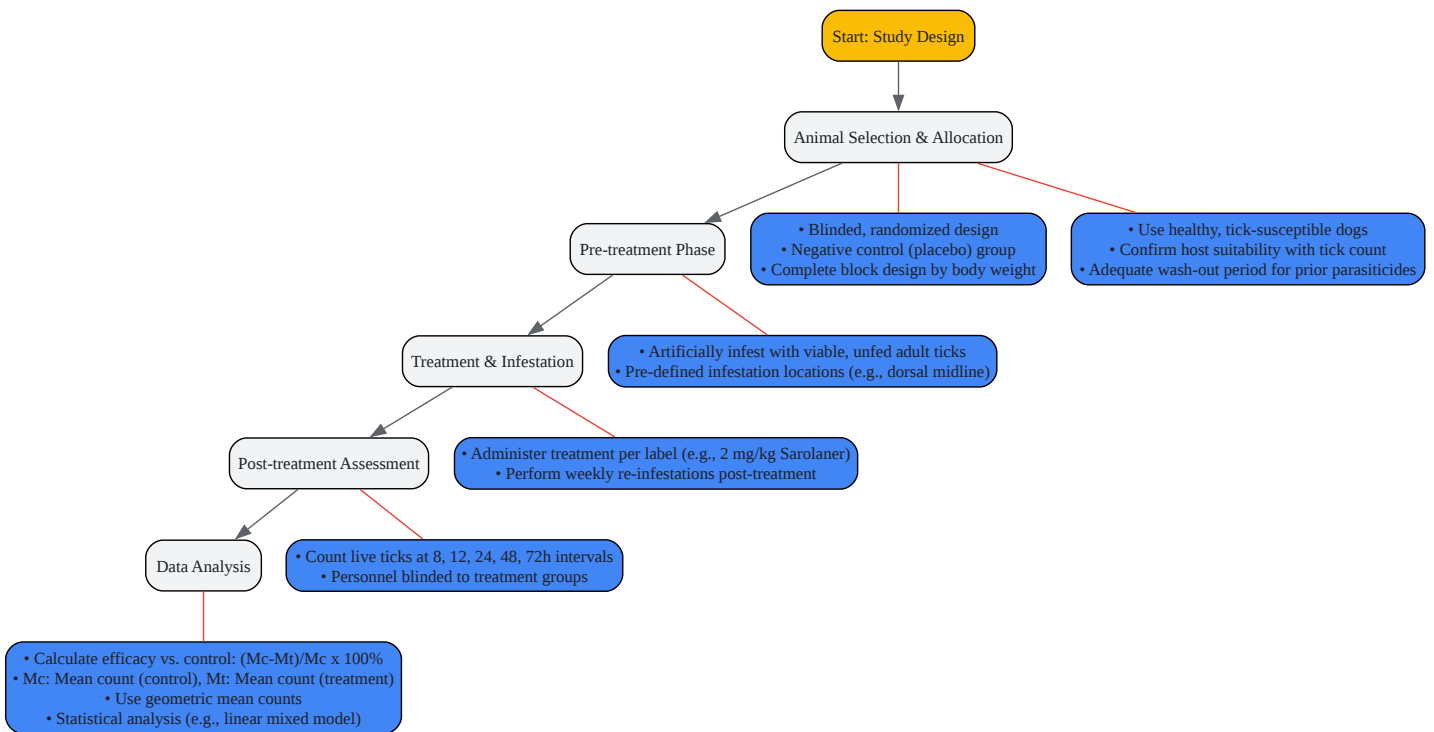 Start: Study Design
Animal Selection & Allocation
• Blinded, randomized design
• Negative control (placebo) group
• Complete block design by body weight
• Use healthy, tick-susceptible dogs
• Confirm host suitability with tick count
• Adequate wash-out period for prior parasiticides
Pre-treatment Phase
• Artificially infest with viable, unfed adult ticks
• Pre-defined infestation locations (e.g., dorsal midline)
Treatment & Infestation
• Administer treatment per label (e.g., 2 mg/kg Sarolaner)
• Perform weekly re-infestations post-treatment
Post-treatment Assessment
• Count live ticks at 8, 12, 24, 48, 72h intervals
• Personnel blinded to treatment groups
Data Analysis
• Calculate efficacy vs. control: (Mc-Mt)/Mc x 100%
• Mc: Mean count (control), Mt: Mean count (treatment)
• Use geometric mean counts
• Statistical analysis (e.g., linear mixed model)